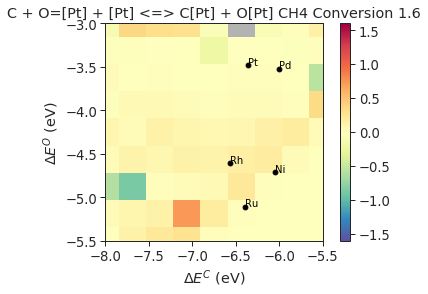 C + O=[Pt] + [Pt] <=> C[Pt] + O[Pt] CH4 Conversion 1.6
−3.0
−3.5
−4.0
−4.5
−5.0
−5.5
ΔE^O (eV)
Pt
Pd
Rh
Ni
Ru
−8.0 −7.5 −7.0 −6.5 −6.0 −5.5
ΔE^C (eV)
1.5
1.0
0.5
0.0
−0.5
−1.0
−1.5